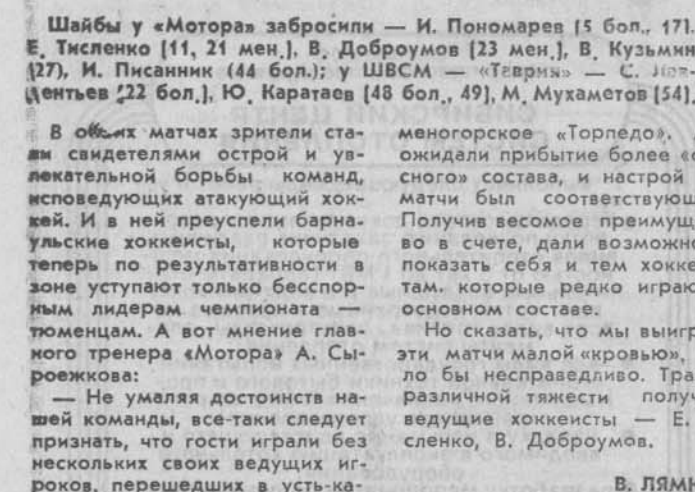 Шайбы у «Мотора» забросили — И. Пономарев (5 бол., 17).
Е. Тисленко (11, 21 мен.), В. Доброумов (23 мен.), В. Кузьмин
(27), И. Писанник (44 бол.); у ШВСМ — «Таврия» — С.
(22 бол.), Ю. Каратаев (48 бол., 49), М. Мухаметов (54).
В обоих матчах зрители ста-
ли свидетелями острой и ув-
лекательной борьбы команд,
исповедующих атакующий хок-
кей. И в ней преуспели барна-
ульские хоккеисты, которые
теперь по результативности в
зоне уступают только бесспор-
ным лидерам чемпионата —
тюменцам. А вот мнение глав-
ного тренера «Мотора» А. Сы-
роежкова:
— Не умаляя достоинств на-
шей команды, все-таки следует
признать, что гости играли без
нескольких своих ведущих иг-
роков, перешедших в усть-ка-
меногорское «Торпедо».
ожидали прибытие более
сного» состава, и настрой
матчи был соответствующ
Получив весомое преимущ
во в счете, дали возможно
показать себя и тем хокке
там. которые редко играю
основном составе.
Но сказать, что мы выигр
эти матчи малой «кровью»,
ло бы несправедливо. Тра
различной тяжести получ
ведущие хоккеисты — Е.
сленко, В. Доброумов.
В. ЛЯМ